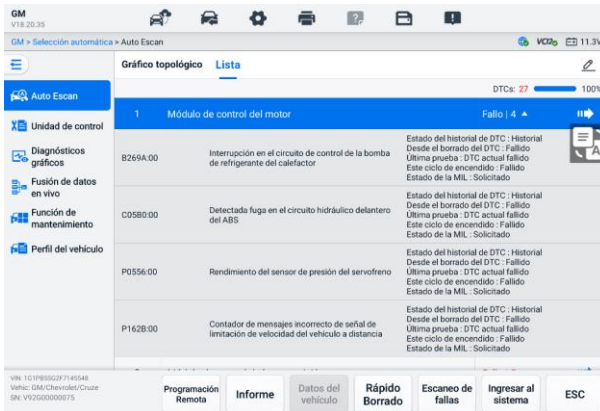 GM
V18.20.35
GM > Selección automática > Auto Escan
VCI 11.3V
Gráfico topológico Lista
DTCs: 27 100%
Auto Escan
Unidad de control
Diagnósticos
gráficos
Fusión de datos
en vivo
Función de
mantenimiento
Perfil del vehículo
1 Módulo de control del motor Fallo | 4
B269A:00
Interrupción en el circuito de control de la bomba
de refrigerante del calefactor
Estado del historial de DTC : Historial
Desde el borrado del DTC : Fallido
Última prueba : DTC actual fallido
Este ciclo de encendido : Fallido
Estado de la MIL : Solicitado
C05B0:00
Detectada fuga en el circuito hidráulico delantero
del ABS
Estado del historial de DTC : Historial
Desde el borrado del DTC : Fallido
Última prueba : DTC actual fallido
Este ciclo de encendido : Fallido
Estado de la MIL : Solicitado
P0556:00
Rendimiento del sensor de presión del servofreno
Estado del historial de DTC : Historial
Desde el borrado del DTC : Fallido
Última prueba : DTC actual fallido
Este ciclo de encendido : Fallido
Estado de la MIL : Solicitado
P162B:00
Contador de mensajes incorrecto de señal de
limitación de velocidad del vehículo a distancia
Estado del historial de DTC : Historial
Desde el borrado del DTC : Fallido
Última prueba : DTC actual fallido
Este ciclo de encendido : Fallido
Estado de la MIL : Solicitado
Vehic: GM/Chevrolet/Cruze
SN: V92G00000075
Programación
Remota
Informe
Datos del
vehículo
Rápido
Borrado
Escaneo de
fallas
Ingresar al
sistema
ESC